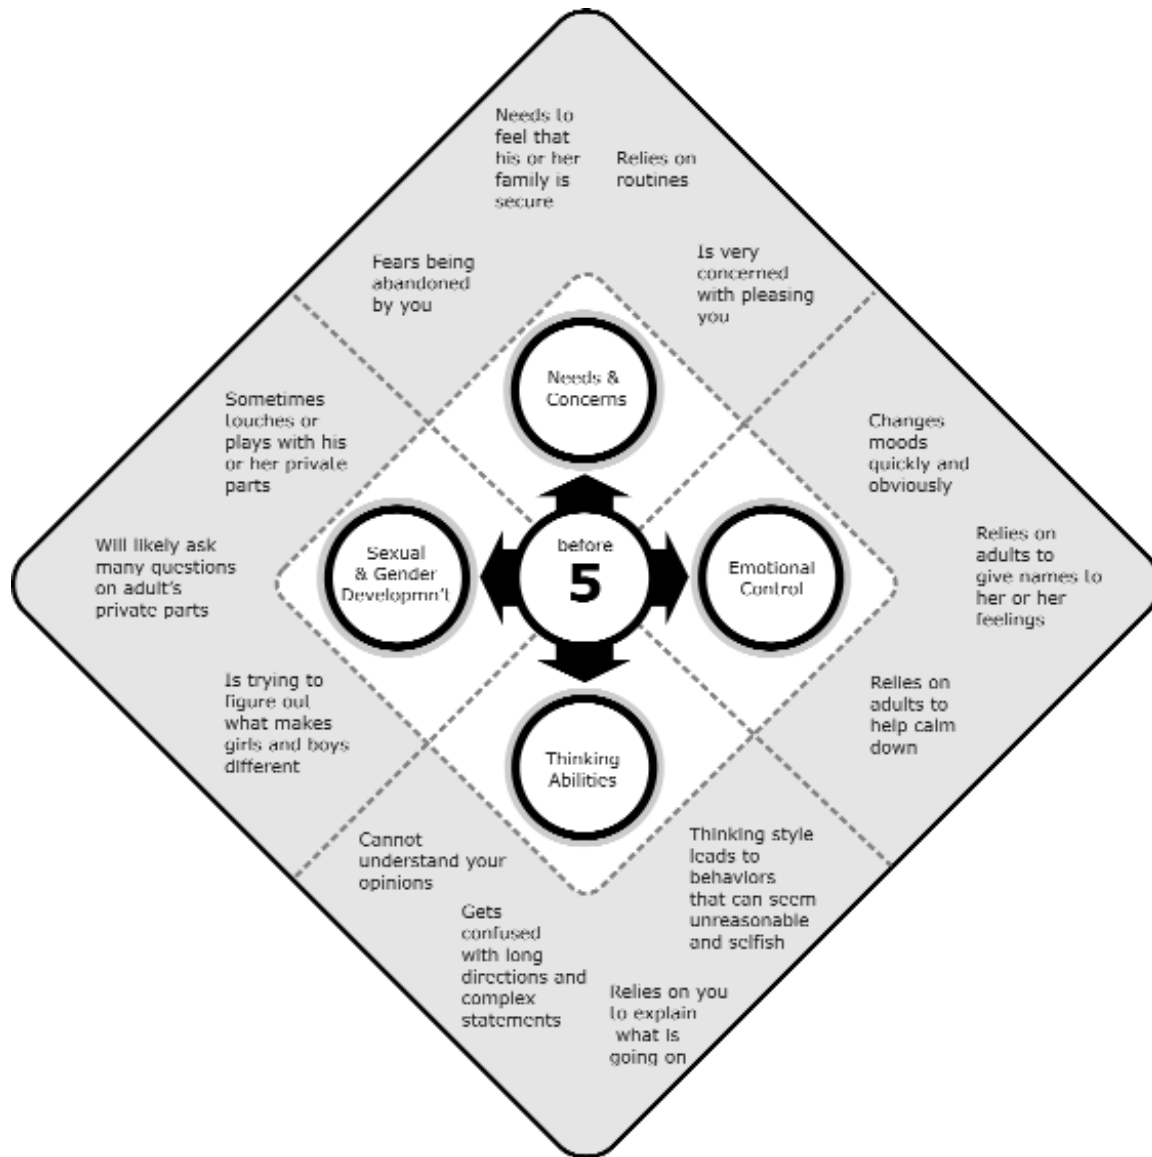 Needs to
feel that
his or her
family is
secure
Relies on
routines
Fears being
abandoned
by you
Is very
concerned
with pleasing
you
Needs &
Concerns
Sometimes
louches or
plays with his
or her private
parts
Will likely ask
many questions
on adult's
private parts
Is trying to
figure out
what makes
girls and boys
different
Sexual
& Gender
Developmn't
before
5
Emotional
Control
Changes
moods
quickly and
obviously
Relies on
adults to
give names to
her or her
feelings
Relies on
adults to
help calm
down
Thinking
Abilities
Cannot
understand your
opinions
Gets
confused
with long
directions and
complex
statements
Relies on you
to explain
what is
going on
Thinking style
leads to
behaviors
that can seem
unreasonable
and selfish